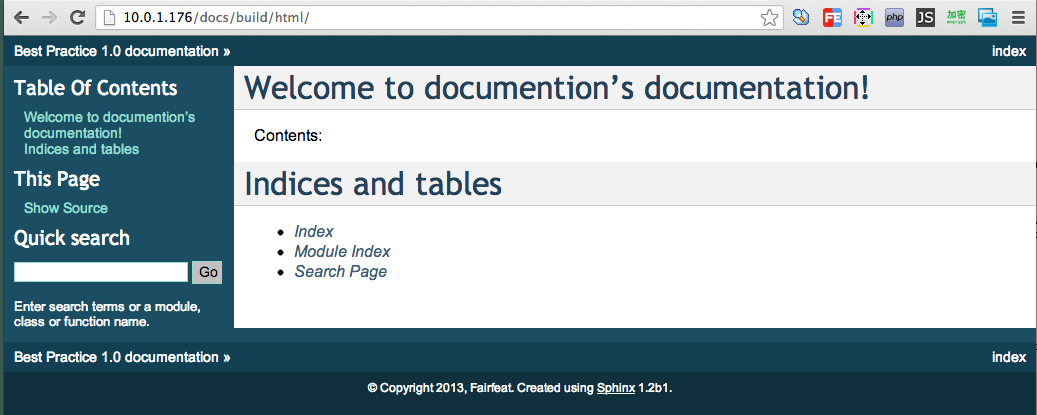 10.0.1.176/docs/build/html/
FE
php
JS
加密
encrypt
Best Practice 1.0 documentation »
index
Table Of Contents
Welcome to documention's
documentation!
Indices and tables
This Page
Show Source
Quick search
Go
Enter search terms or a module,
class or function name.
Welcome to documention’s documentation!
Contents:
Indices and tables
Index
Module Index
Search Page
Best Practice 1.0 documentation »
index
© Copyright 2013, Fairfeat. Created using Sphinx 1.2b1.